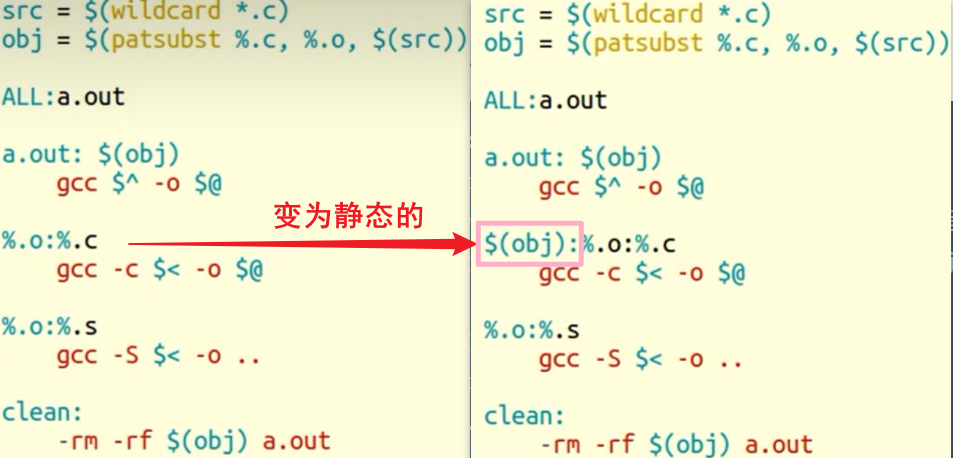 src = $(wildcard *.c)
obj = $(patsubst %.c, %.o, $(src))
ALL:a.out
a.out: $(obj)
gcc $^ -o $@
%.o:%.c
gcc -c $< -o $@
%.o:%.s
gcc -S $< -o ..
clean:
-rm -rf $(obj) a.out
变为静态的
src = $(wildcard *.c)
obj = $(patsubst %.c, %.o, $(src))
ALL:a.out
a.out: $(obj)
gcc $^ -o $@
$(obj):%.o:%.c
gcc -c $< -o $@
%.o:%.s
gcc -S $< -o ..
clean:
-rm -rf $(obj) a.out